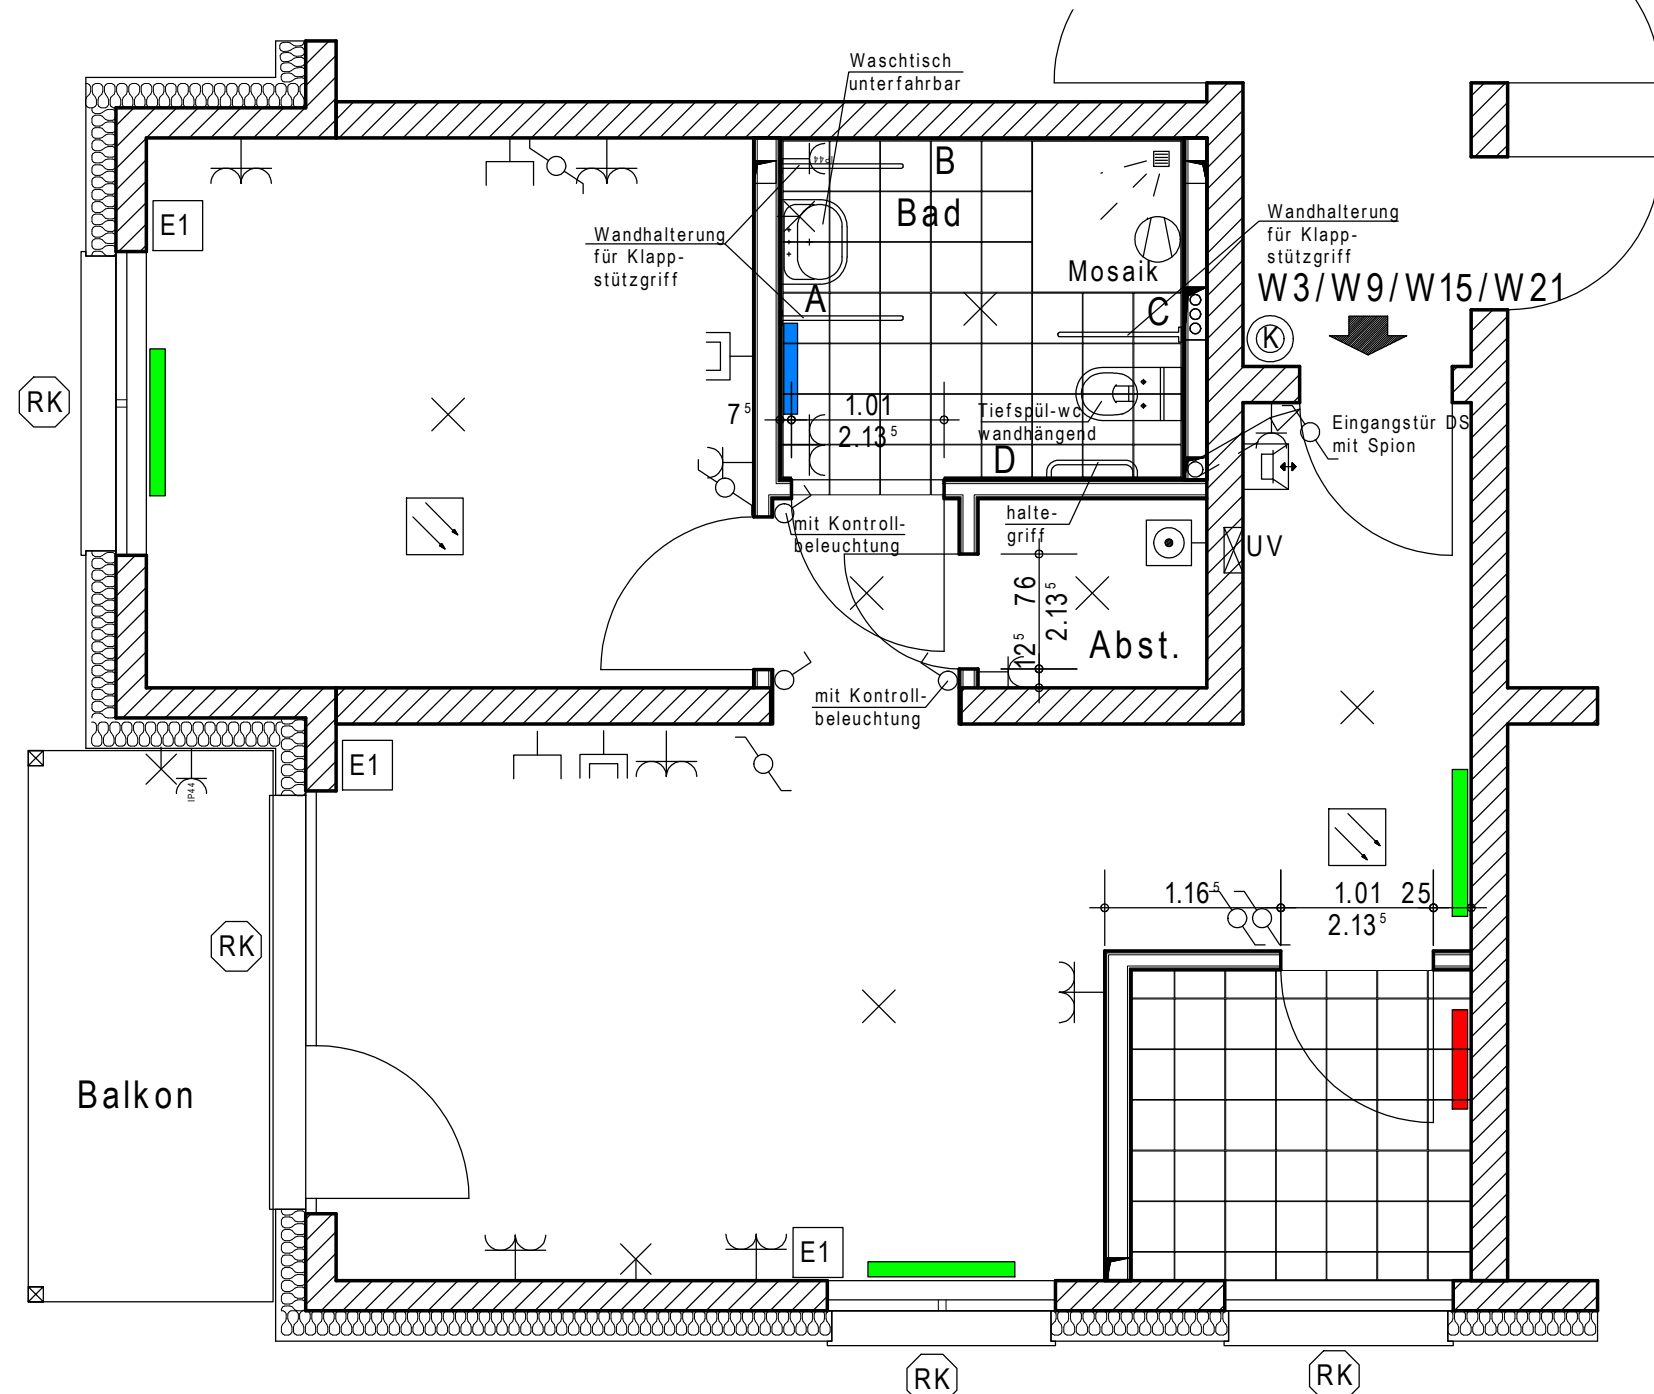 Waschtisch
unterfahrbar
IP44
B
Bad
E1
Wandhalterung
für Klapp-
stützgriff
Wandhalterung
für Klapp-
stützgriff
Mosaik
W3/W9/W15/W21
A
C
K
RK
7⁵
1.01
2.13⁵
Tiefspül-wc
wandhängend
D
Eingangstür DS
mit Spion
halte-
griff
mit Kontroll-
beleuchtung
UV
76
2.13⁵
12⁵
Abst.
mit Kontroll-
beleuchtung
E1
IP44
1.16⁵
1.01
25
2.13⁵
RK
Balkon
E1
RK
RK